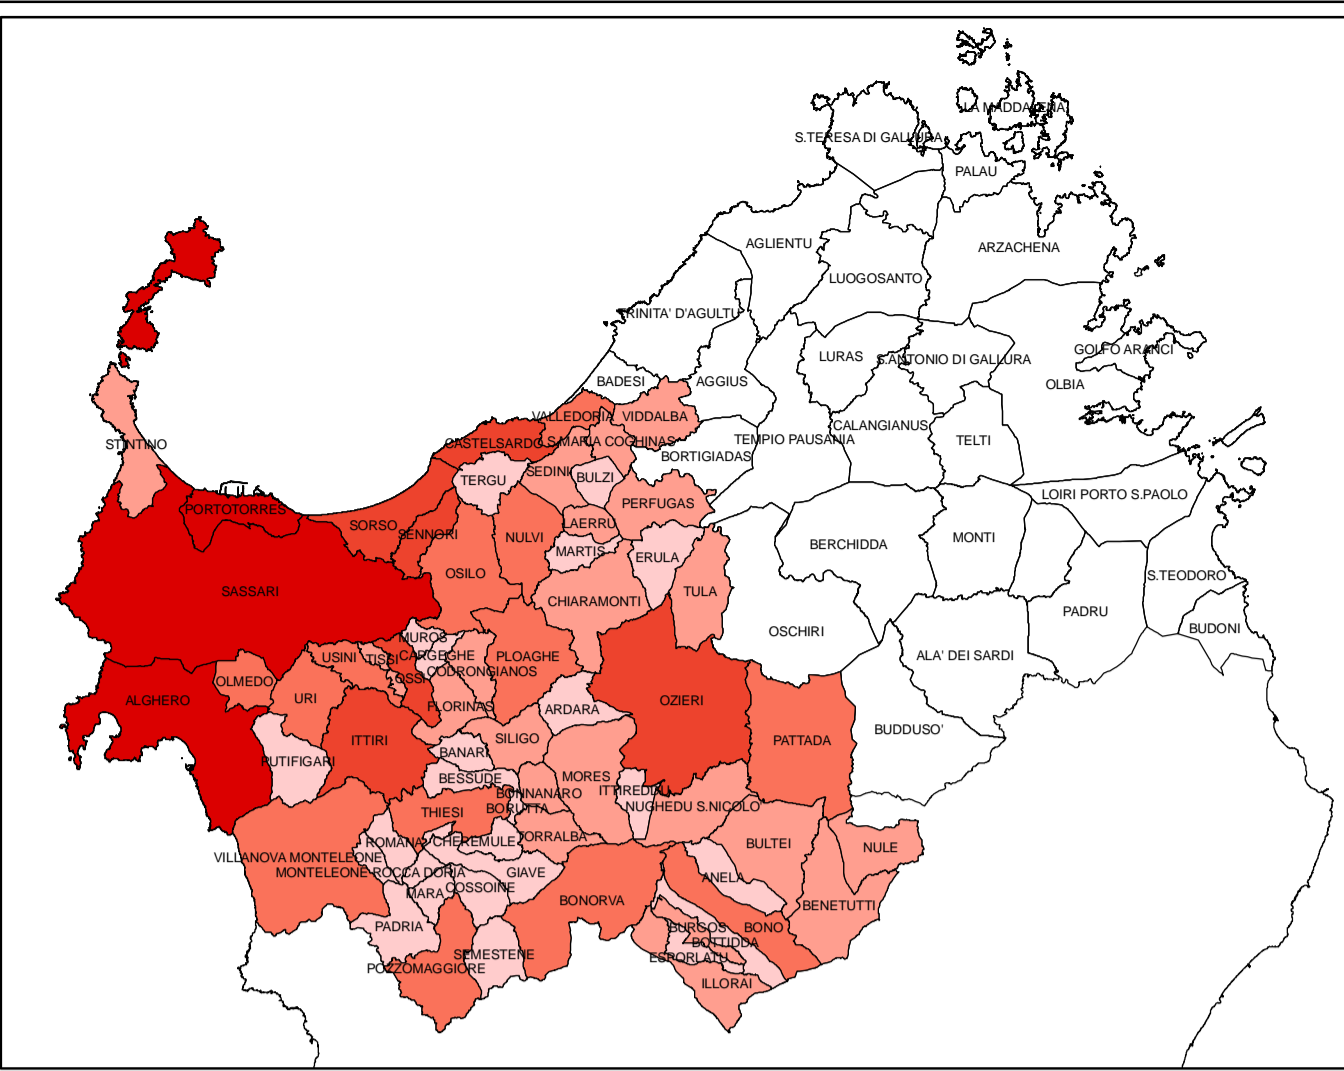 LA MADDALENA
S.TERESA DI GALLURA
PALAU
AGLIENTU
ARZACHENA
LUOGOSANTO
TRINITA' D'AGULTU
GOLFO ARANCI
LURAS
S.ANTONIO DI GALLURA
BADESI
AGGIUS
OLBIA
VALLEDORIA
VIDDALBA
CALANGIANUS
STINTINO
CASTELSARDO
S.MARIA COGHINAS
TEMPIO PAUSANIA
TELTI
BORTIGIADAS
SEDINI
BULZI
TERGU
LOIRI PORTO S.PAOLO
PERFUGAS
PORTOTORRES
SORSO
LAERRU
SENNORI
NULVI
MONTI
BERCHIDDA
MARTIS
ERULA
OSILO
S.TEODORO
SASSARI
TULA
CHIARAMONTI
PADRU
BUDONI
OSCHIRI
MUROS
USINI
TISSI
CARGEGHE
PLOAGHE
ALA' DEI SARDI
CODRONGIANOS
OSSI
OLMEDO
URI
ALGHERO
OZIERI
FLORINAS
ARDARA
BUDDUSO'
SILIGO
ITTIRI
PATTADA
BANARI
PUTIFIGARI
BESSUDE
MORES
ITTIREDDU
BONNANARO
BORUTTA
NUGHEDU S.NICOLO
THIESI
TORRALBA
ROMANA
CHEREMULE
BULTEI
NULE
VILLANOVA MONTELEONE
MONTELEONE ROCCA DORIA
GIAVE
ANELA
COSSOINE
MARA
BONORVA
BENETUTTI
PADRIA
BURGOS
BONO
BOTTIDDA
SEMESTENE
ESPORLATU
POZZOMAGGIORE
ILLORAI